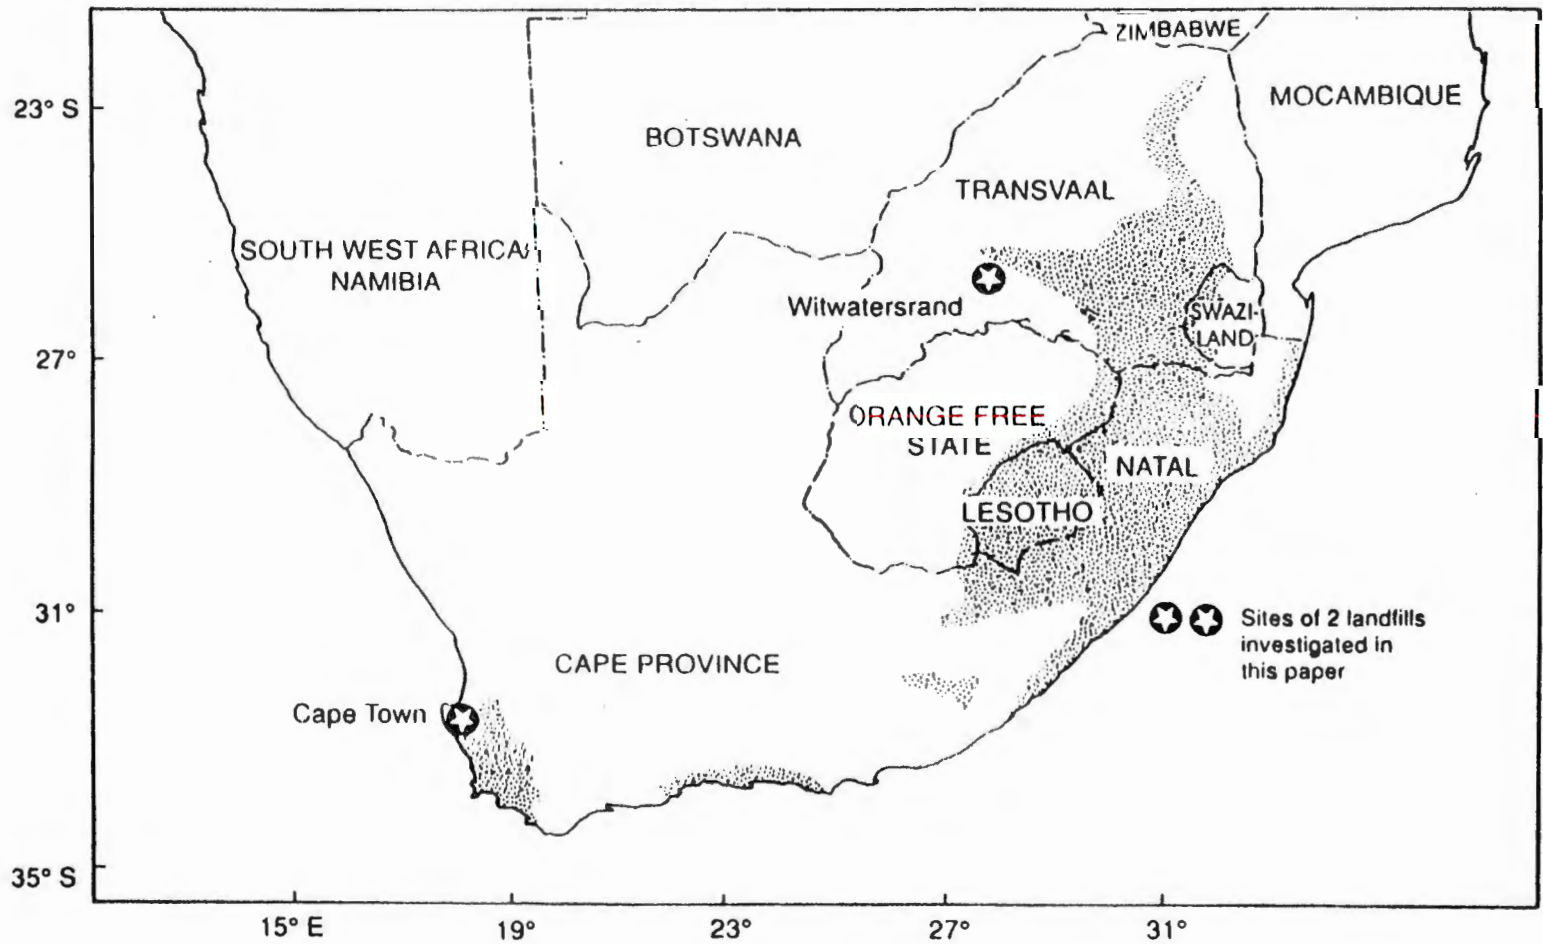 ZIMBABWE
23° S
MOCAMBIQUE
BOTSWANA
TRANSVAAL
SOUTH WEST AFRICA/
NAMIBIA
Witwatersrand
SWAZI-
LAND
27°
ORANGE FREE
STATE
NATAL
LESOTHO
31°
Sites of 2 landfills
investigated in
this paper
CAPE PROVINCE
Cape Town
35° S
15° E
19°
23°
27°
31°